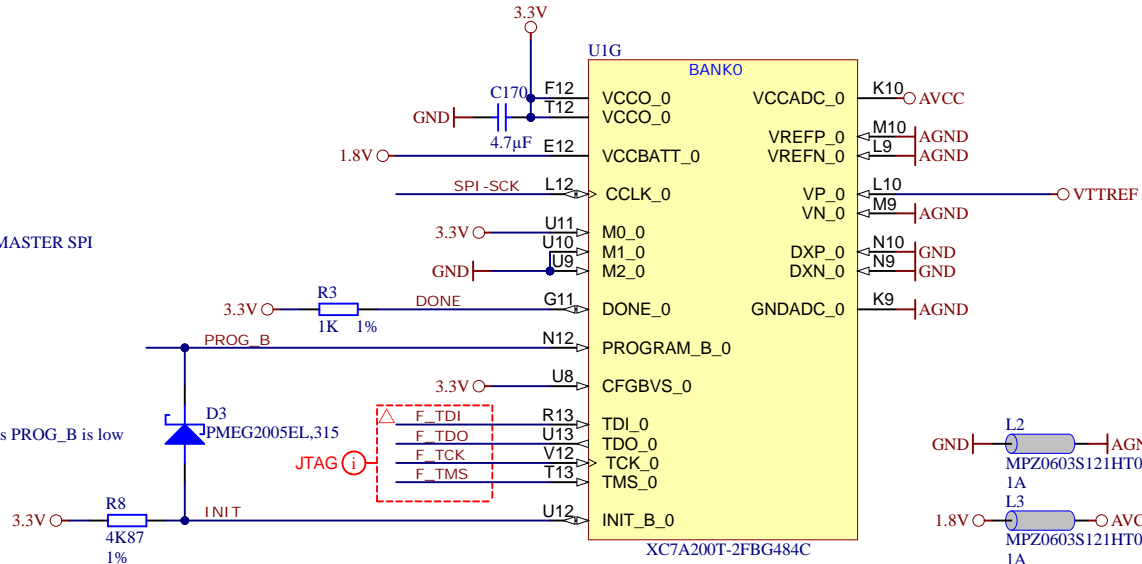 3.3V
U1G
BANK0
C170
GND
4.7µF
F12
T12
VCCO_0
VCCO_0
VCCADC_0
K10
AVCC
VREFP_0
M10
AGND
VREFN_0
L9
AGND
1.8V
E12
VCCBATT_0
SPI-SCK
L12
CCLK_0
VP_0
L10
VTTREF
VN_0
M9
AGND
MASTER SPI
3.3V
U11
M0_0
U10
M1_0
GND
U9
M2_0
DXP_0
N10
GND
DXN_0
N9
GND
3.3V
R3
1K 1%
DONE
G11
DONE_0
GNDADC_0
K9
AGND
PROG_B
N12
PROGRAM_B_0
3.3V
U8
CFGBVS_0
s PROG_B is low
D3
PMEG2005EL,315
JTAG
i
F_TDI
R13
TDI_0
F_TDO
U13
TDO_0
F_TCK
V12
TCK_0
F_TMS
T13
TMS_0
GND
L2
AGN
MPZ0603S121HT0
1A
3.3V
R8
4K87
1%
INIT
U12
INIT_B_0
1.8V
L3
AVC
MPZ0603S121HT0
1A
XC7A200T-2FBG484C